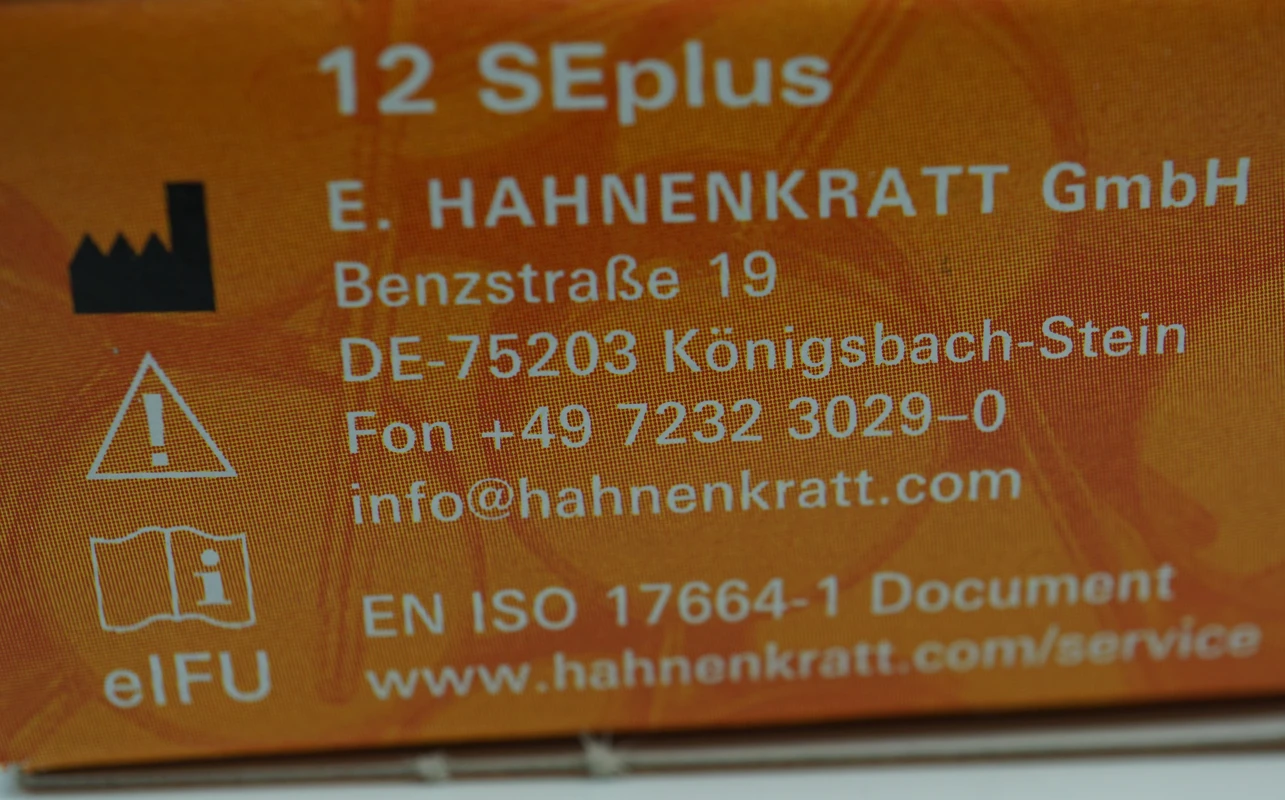 12 SEplus
E. HAHNENKRATT GmbH
Benzstraße 19
DE-75203 Königsbach-Stein
Fon +49 7232 3029–0
info@hahnenkratt.com
EN ISO 17664-1 Document
www.hahnenkratt.com/service
eIFU